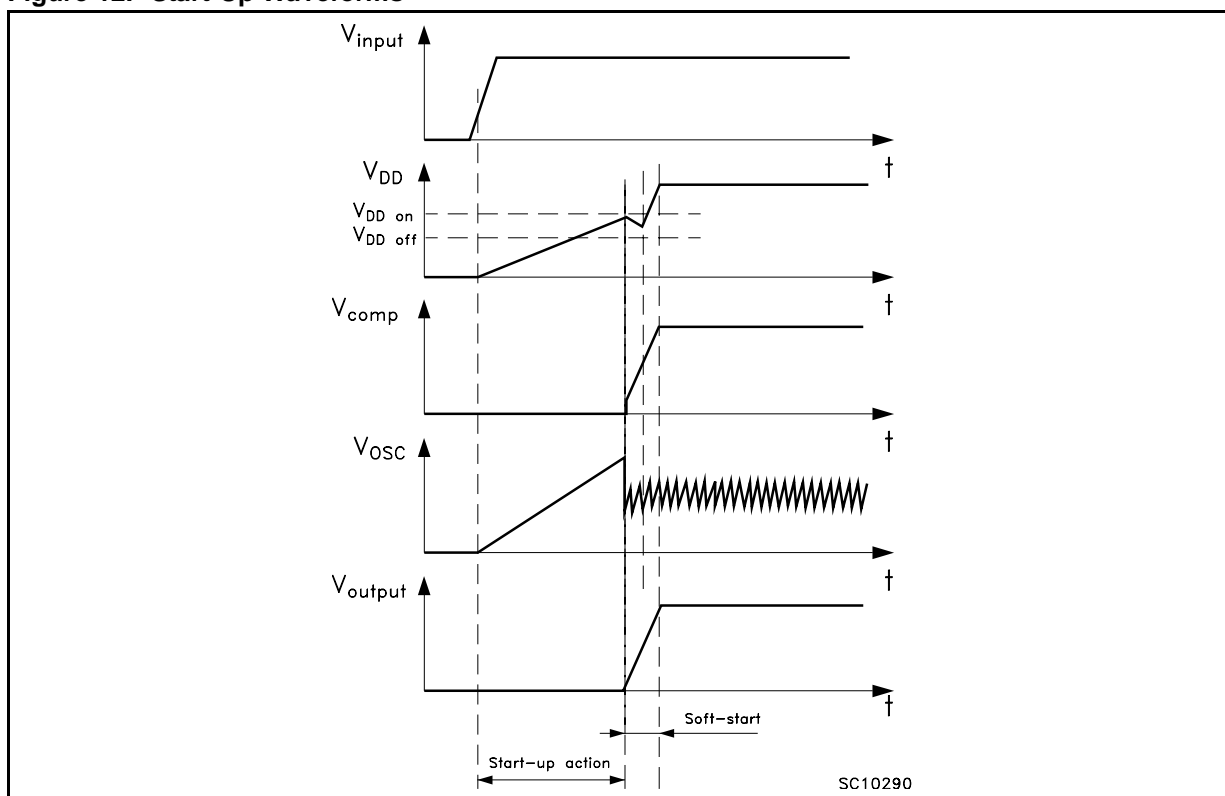 Figure 12. Start-Up Waveforms
Vinput
t
VDD
VDD on
VDD off
t
Vcomp
t
VOSC
t
Voutput
t
Soft-start
Start-up action
SC10290